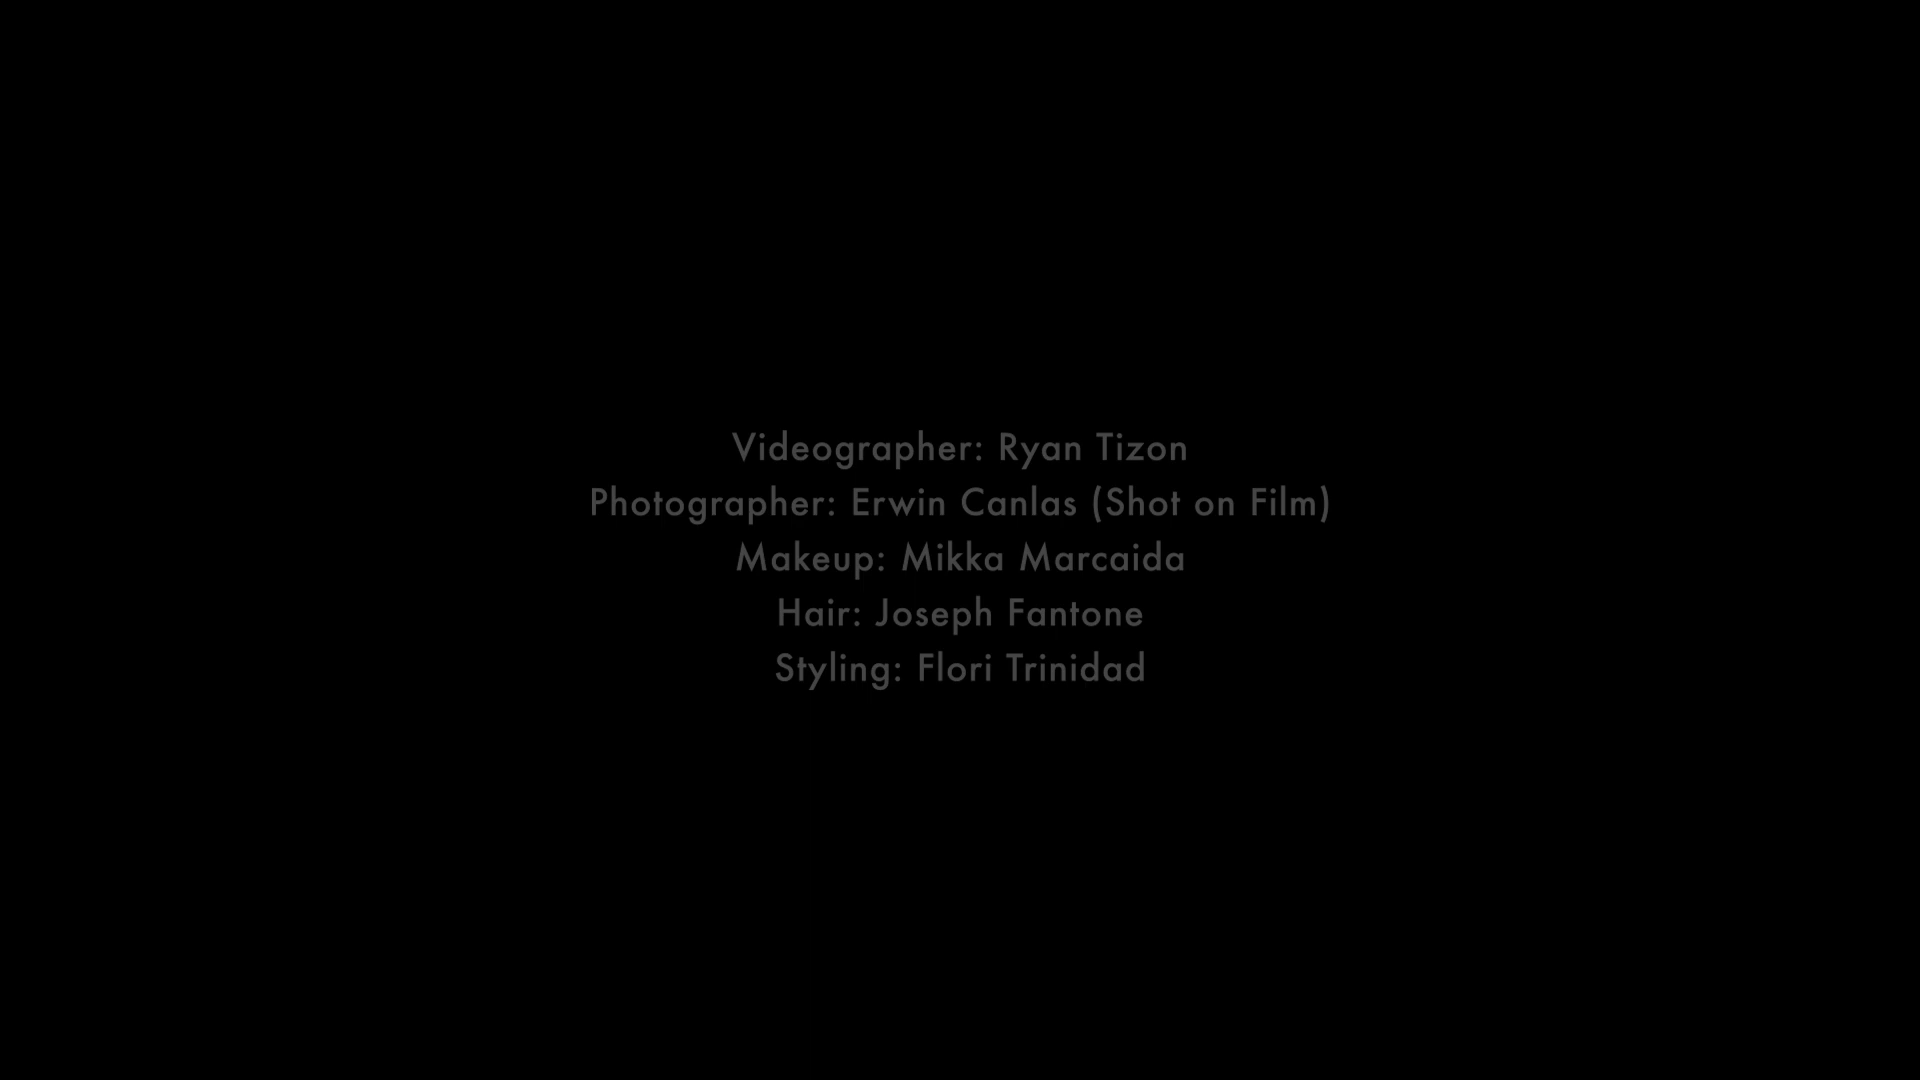 Videographer: Ryan Tizon
Photographer: Erwin Canlas (Shot on Film)
Makeup: Mikka Marcaida
Hair: Joseph Fantone
Styling: Flori Trinidad